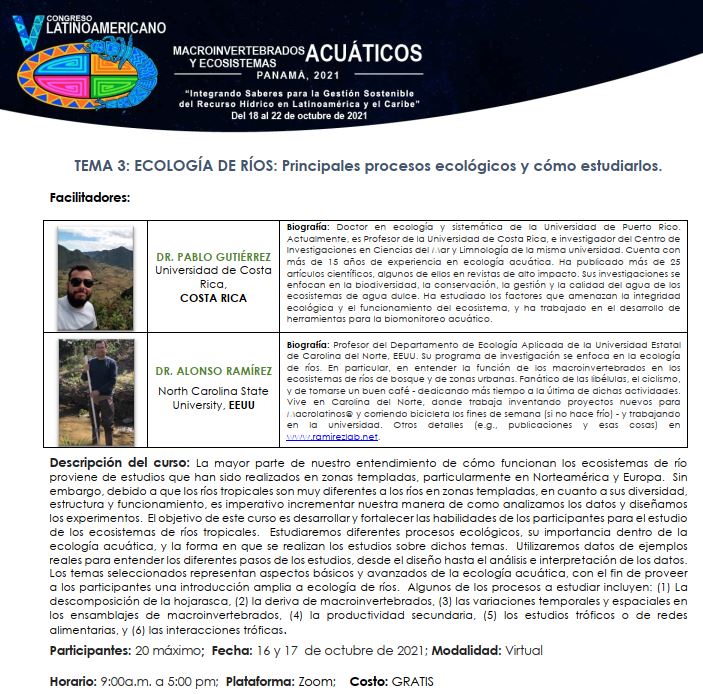 V CONGRESO
LATINOAMERICANO
MACROINVERTEBRADOS
Y ECOSISTEMAS ACUÁTICOS
PANAMÁ, 2021
“Integrando Saberes para la Gestión Sostenible
del Recurso Hídrico en Latinoamérica y el Caribe”
Del 18 al 22 de octubre de 2021
TEMA 3: ECOLOGÍA DE RÍOS: Principales procesos ecológicos y cómo estudiarlos.
Facilitadores:
DR. PABLO GUTIÉRREZ
Universidad de Costa
Rica,
COSTA RICA
Biografía: Doctor en ecología y sistemática de la Universidad de Puerto Rico.
Actualmente, es Profesor de la Universidad de Costa Rica, e investigador del Centro de
Investigaciones en Ciencias del Mar y Limnología de la misma universidad. Cuenta con
más de 15 años de experiencia en ecología acuática. Ha publicado más de 25
artículos científicos, algunos de ellos en revistas de alto impacto. Sus investigaciones se
enfocan en la biodiversidad, la conservación, la gestión y la calidad del agua de los
ecosistemas de agua dulce. Ha estudiado los factores que amenazan la integridad
ecológica y el funcionamiento del ecosistema, y ha trabajado en el desarrollo de
herramientas para la biomonitoreo acuático.
DR. ALONSO RAMÍREZ
North Carolina State
University, EEUU
Biografía: Profesor del Departamento de Ecología Aplicada de la Universidad Estatal
de Carolina del Norte, EEUU. Su programa de investigación se enfoca en la ecología
de ríos. En particular, en entender la función de los macroinvertebrados en los
ecosistemas de ríos de bosque y de zonas urbanas. Fanático de las libélulas, el ciclismo,
y de tomarse un buen café - dedicando más tiempo a la última de dichas actividades.
Vive en Carolina del Norte, donde trabaja inventando proyectos nuevos para
Macrolatinos@ y corriendo bicicleta los fines de semana (si no hace frío) - y trabajando
en la universidad. Otros detalles (e.g., publicaciones y esas cosas) en
www.ramirezlab.net.
Descripción del curso: La mayor parte de nuestro entendimiento de cómo funcionan los ecosistemas de río
proviene de estudios que han sido realizados en zonas templadas, particularmente en Norteamérica y Europa. Sin
embargo, debido a que los ríos tropicales son muy diferentes a los ríos en zonas templadas, en cuanto a sus diversidad,
estructura y funcionamiento, es imperativo incrementar nuestra manera de como analizamos los datos y diseñamos
los experimentos. El objetivo de este curso es desarrollar y fortalecer las habilidades de los participantes para el estudio
de los ecosistemas de ríos tropicales. Estudiaremos diferentes procesos ecológicos, su importancia dentro de la
ecología acuática, y la forma en que se realizan los estudios sobre dichos temas. Utilizaremos datos de ejemplos
reales para entender los diferentes pasos de los estudios, desde el diseño hasta el análisis e interpretación de los datos.
Los temas seleccionados representan aspectos básicos y avanzados de la ecología acuática, con el fin de proveer
a los participantes una introducción amplia a ecología de ríos. Algunos de los procesos a estudiar incluyen: (1) La
descomposición de la hojarasca, (2) la deriva de macroinvertebrados, (3) las variaciones temporales y espaciales en
los ensamblajes de macroinvertebrados, (4) la productividad secundaria, (5) los estudios tróficos o de redes
alimentarias, y (6) las interacciones tróficas.
Participantes: 20 máximo; Fecha: 16 y 17 de octubre de 2021; Modalidad: Virtual
Horario: 9:00a.m. a 5:00 pm; Plataforma: Zoom; Costo: GRATIS